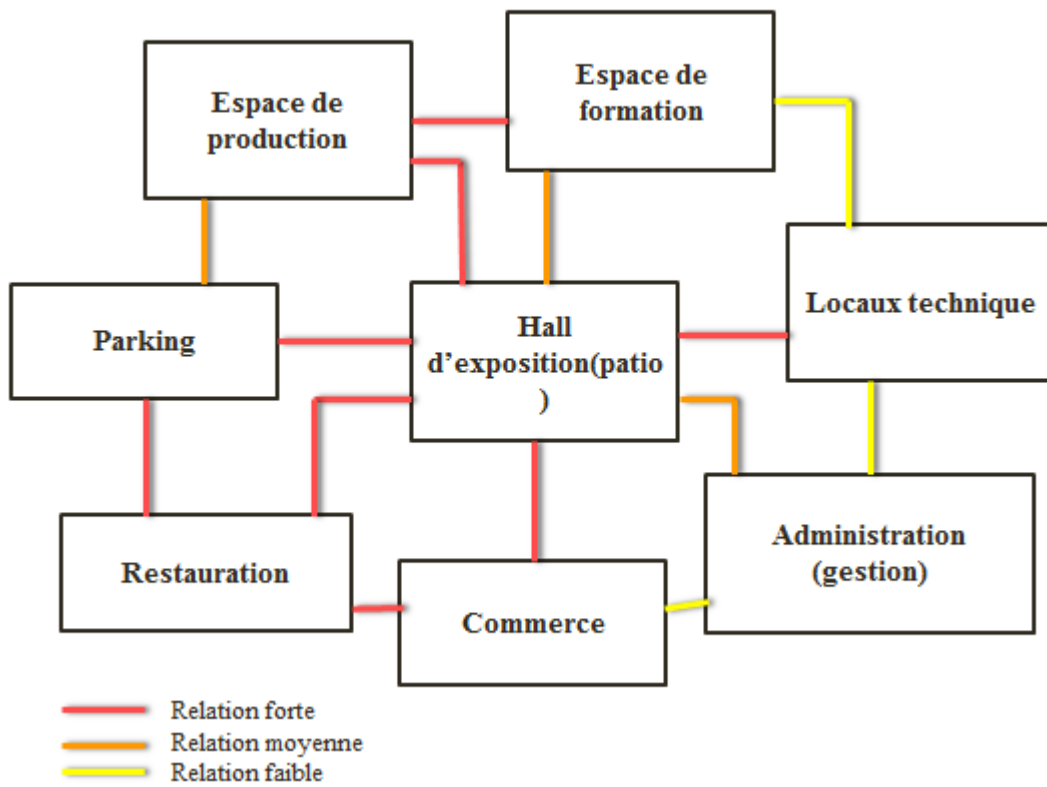 Espace de
production
Espace de
formation
Locaux technique
Parking
Hall
d’exposition(patio
)
Restauration
Commerce
Administration
(gestion)
Relation forte
Relation moyenne
Relation faible